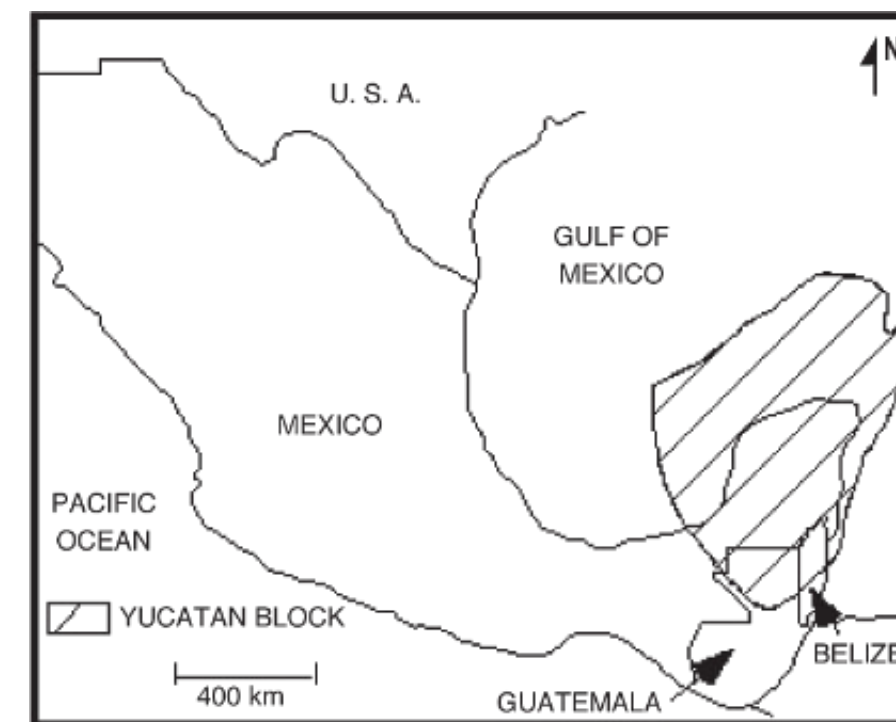 N
U. S. A.
GULF OF
MEXICO
MEXICO
PACIFIC
OCEAN
YUCATAN BLOCK
400 km
GUATEMALA
BELIZE